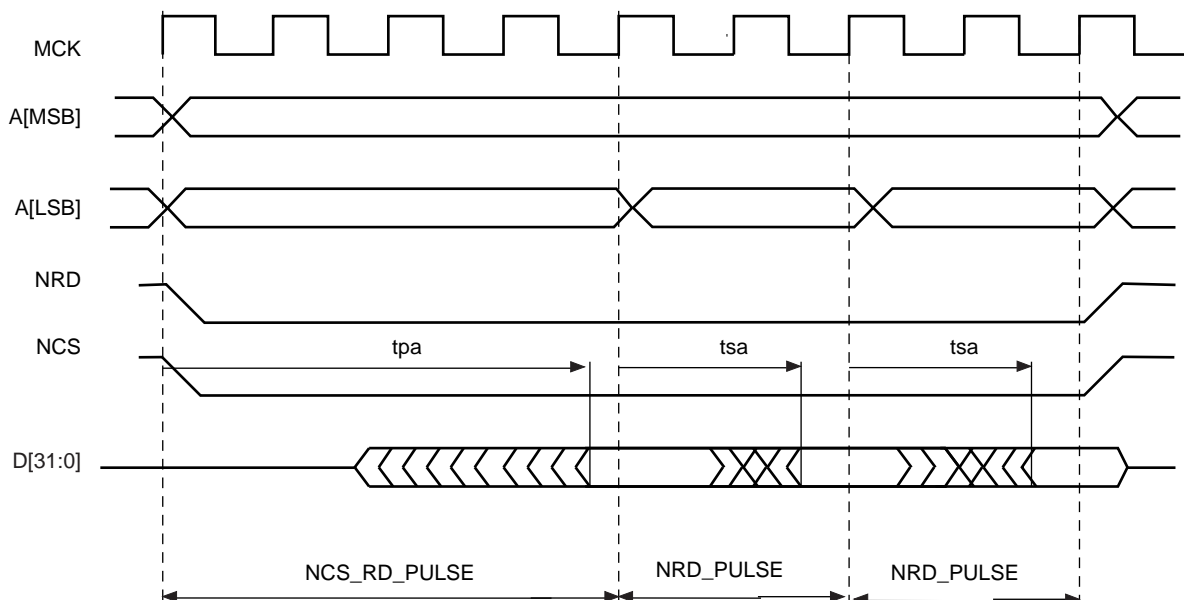 MCK
A[MSB]
A[LSB]
NRD
NCS
tpa tsa tsa
D[31:0]
NCS_RD_PULSE NRD_PULSE NRD_PULSE